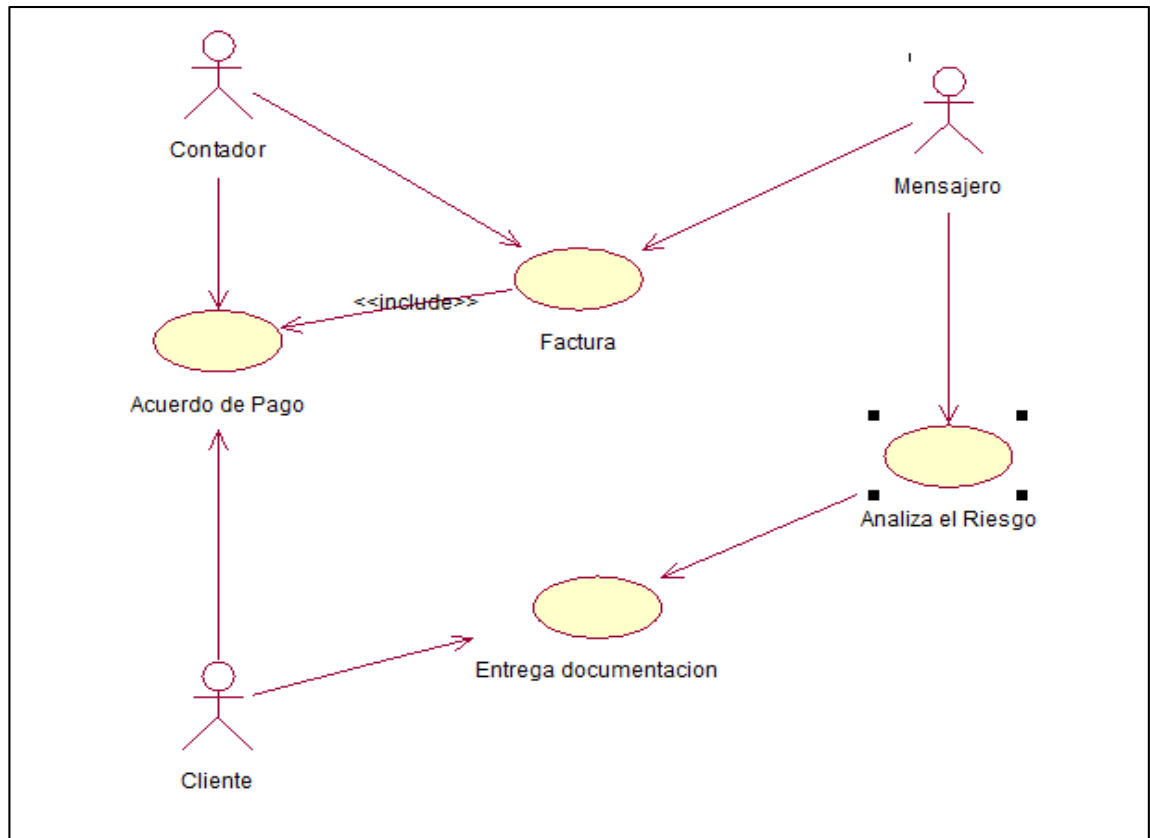 Contador
Mensajero
<<include>>
Factura
Acuerdo de Pago
Analiza el Riesgo
Entrega documentacion
Cliente